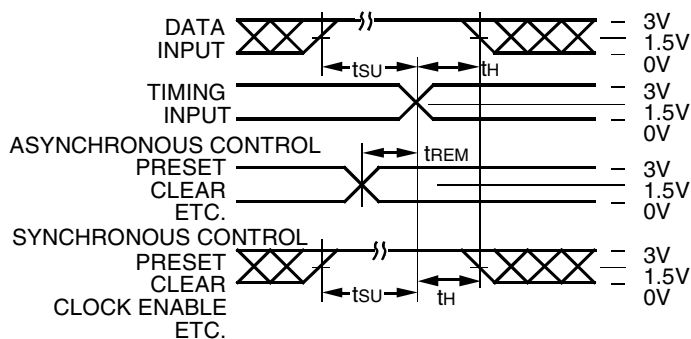 DATA
INPUT
3V
1.5V
0V
tSU
tH
TIMING
INPUT
3V
1.5V
0V
ASYNCHRONOUS CONTROL
PRESET
CLEAR
ETC.
tREM
3V
1.5V
0V
SYNCHRONOUS CONTROL
PRESET
CLEAR
CLOCK ENABLE
ETC.
tSU
tH
3V
1.5V
0V